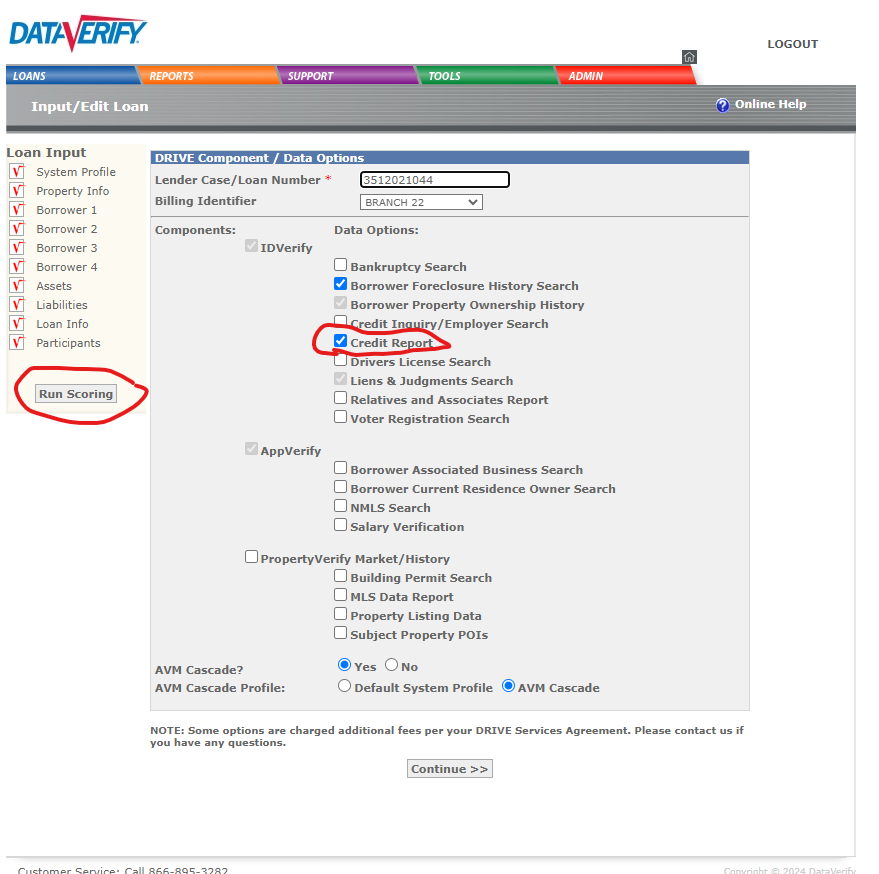 DATAVERIFY
LOGOUT
LOANS REPORTS SUPPORT TOOLS ADMIN
Input/Edit Loan
? Online Help
Loan Input
System Profile
Property Info
Borrower 1
Borrower 2
Borrower 3
Borrower 4
Assets
Liabilities
Loan Info
Participants
Run Scoring
DRIVE Component / Data Options
Lender Case/Loan Number * 3512021044
Billing Identifier BRANCH 22
Components: Data Options:
IDVerify
Bankruptcy Search
Borrower Foreclosure History Search
Borrower Property Ownership History
Credit Inquiry/Employer Search
Credit Report
Drivers License Search
Liens & Judgments Search
Relatives and Associates Report
Voter Registration Search
AppVerify
Borrower Associated Business Search
Borrower Current Residence Owner Search
NMLS Search
Salary Verification
PropertyVerify Market/History
Building Permit Search
MLS Data Report
Property Listing Data
Subject Property POIs
AVM Cascade? Yes No
AVM Cascade Profile: Default System Profile AVM Cascade
NOTE: Some options are charged additional fees per your DRIVE Services Agreement. Please contact us if
you have any questions.
Continue >>
Customer Service: Call 866-895-3282
Copyright © 2024 DataVerify